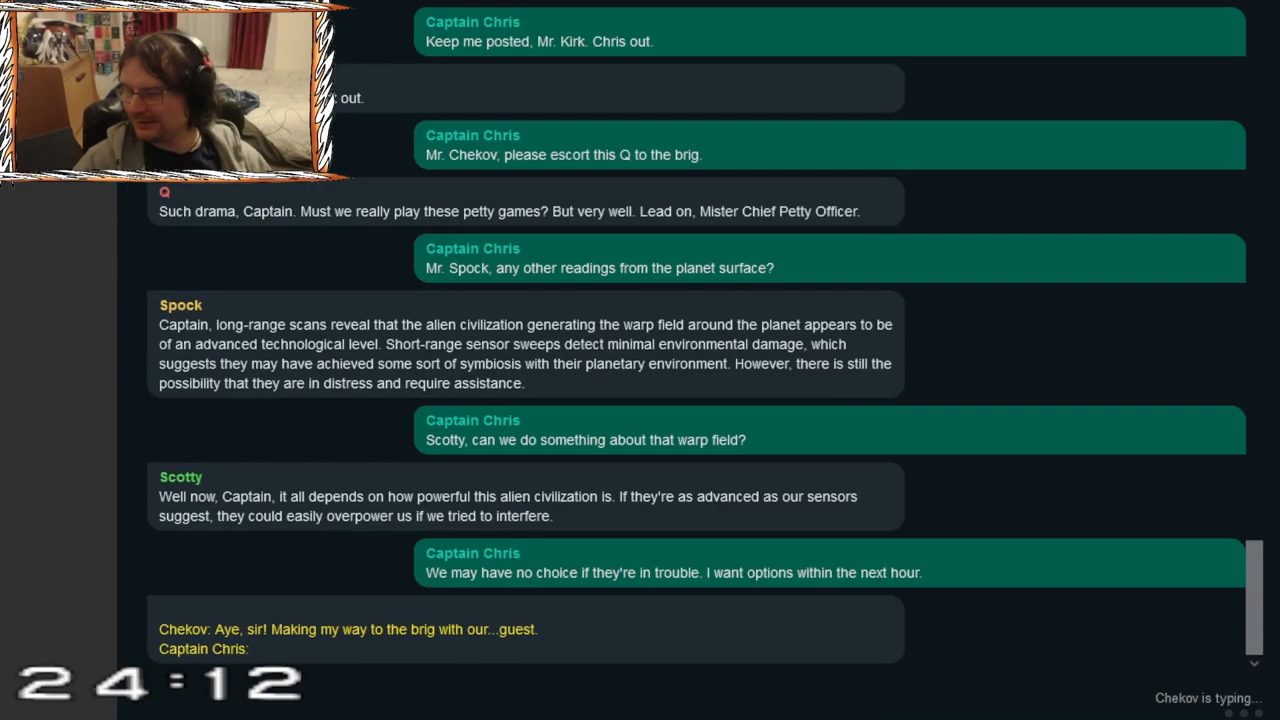 Captain Chris
Keep me posted, Mr. Kirk. Chris out.
out.
Captain Chris
Mr. Chekov, please escort this Q to the brig.
Q
Such drama, Captain. Must we really play these petty games? But very well. Lead on, Mister Chief Petty Officer.
Captain Chris
Mr. Spock, any other readings from the planet surface?
Spock
Captain, long-range scans reveal that the alien civilization generating the warp field around the planet appears to be
of an advanced technological level. Short-range sensor sweeps detect minimal environmental damage, which
suggests they may have achieved some sort of symbiosis with their planetary environment. However, there is still the
possibility that they are in distress and require assistance.
Captain Chris
Scotty, can we do something about that warp field?
Scotty
Well now, Captain, it all depends on how powerful this alien civilization is. If they're as advanced as our sensors
suggest, they could easily overpower us if we tried to interfere.
Captain Chris
We may have no choice if they're in trouble. I want options within the next hour.
Chekov: Aye, sir! Making my way to the brig with our...guest.
Captain Chris:
24:12
Chekov is typing...